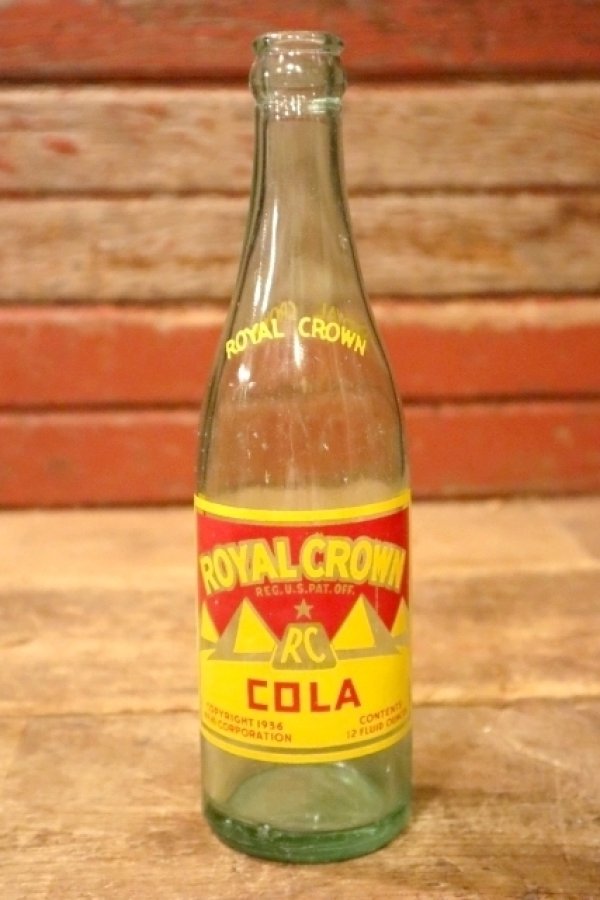 ROYAL CROWN
ROYAL CROWN
REG. U.S. PAT. OFF.
RC
COLA
COPYRIGHT 1936
CORPORATION
CONTENTS
12 FLUID OUNCES